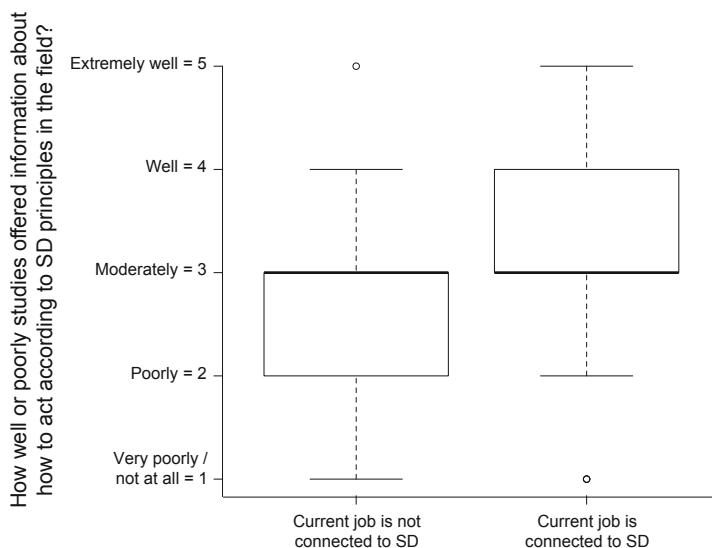 How well or poorly studies offered information about
how to act according to SD principles in the field?
Extremely well = 5
Well = 4
Moderately = 3
Poorly = 2
Very poorly /
not at all = 1
Current job is not
connected to SD
Current job is
connected to SD